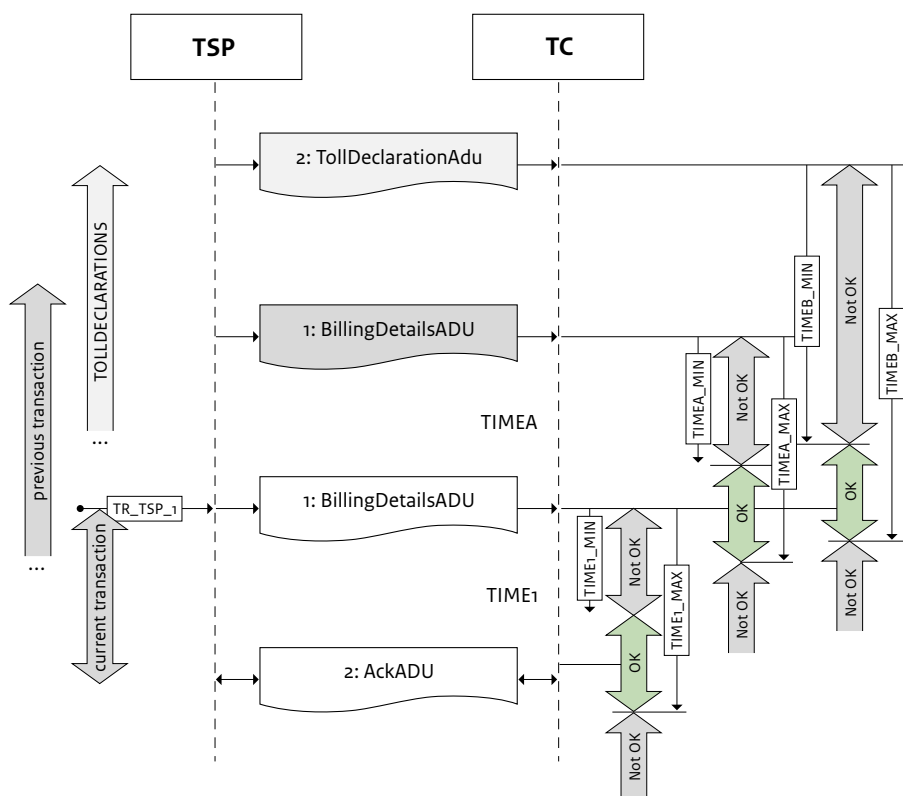 TSP
TC
2: TollDeclarationAdu
TOLLDECLARATIONS
...
previous transaction
...
1: BillingDetailsADU
TIMEA
TIMEB_MIN
Not OK
TIMEB_MAX
TIMEA_MIN
Not OK
TIMEA_MAX
OK
OK
Not OK
Not OK
TR_TSP_1
1: BillingDetailsADU
current transaction
TIME1
TIME1_MIN
Not OK
TIME1_MAX
OK
2: AckADU
Not OK